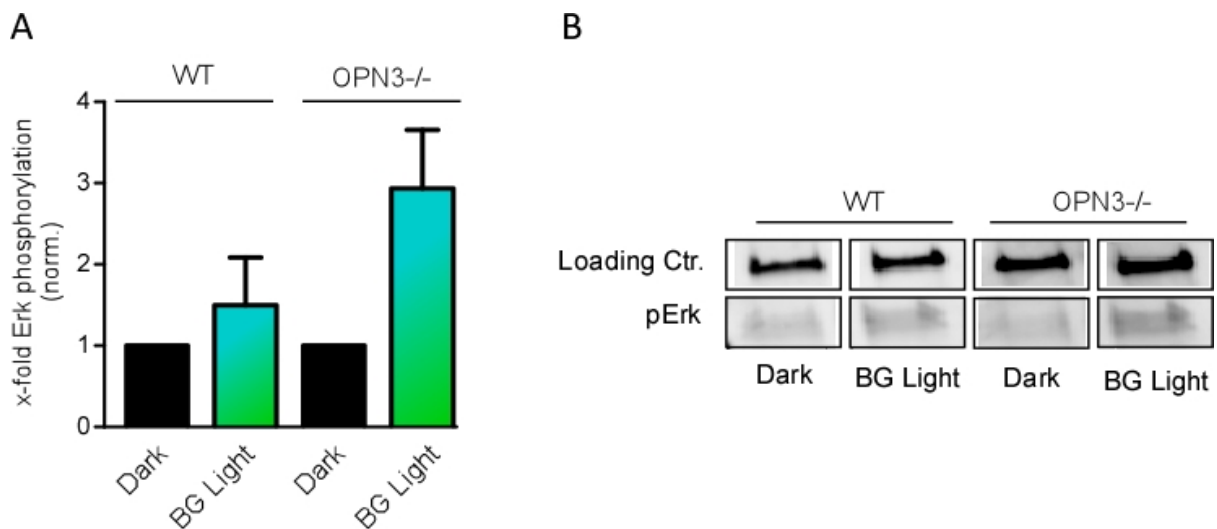 A
WT
OPN3-/-
x-fold Erk phosphorylation
(norm.)
4
3
2
1
0
Dark
BG Light
Dark
BG Light
B
WT
OPN3-/-
Loading Ctr.
pErk
Dark
BG Light
Dark
BG Light